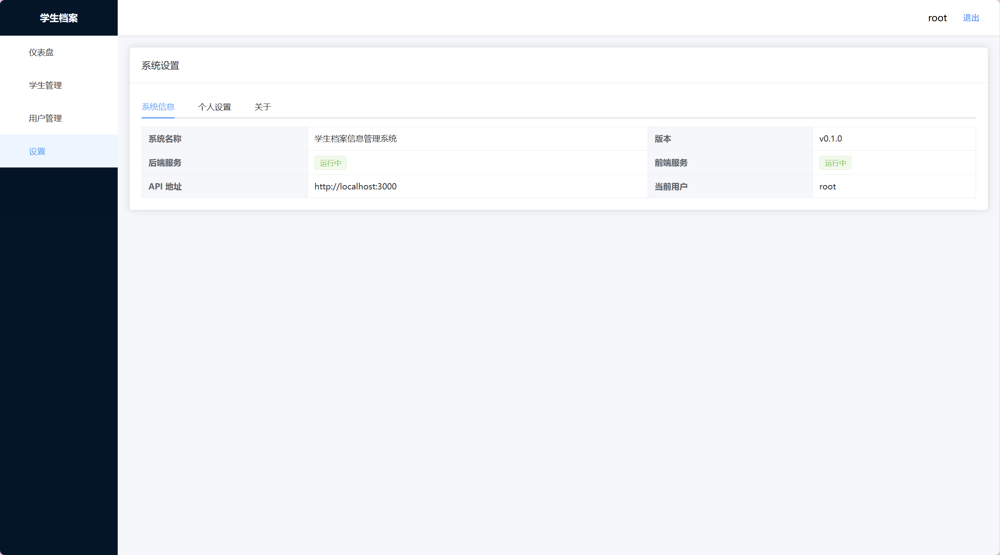 学生档案
root 退出
仪表盘
学生管理
用户管理
设置
系统设置
系统信息 个人设置 关于
系统名称 学生档案信息管理系统 版本 v0.1.0
后端服务 运行中 前端服务 运行中
API 地址 http://localhost:3000 当前用户 root